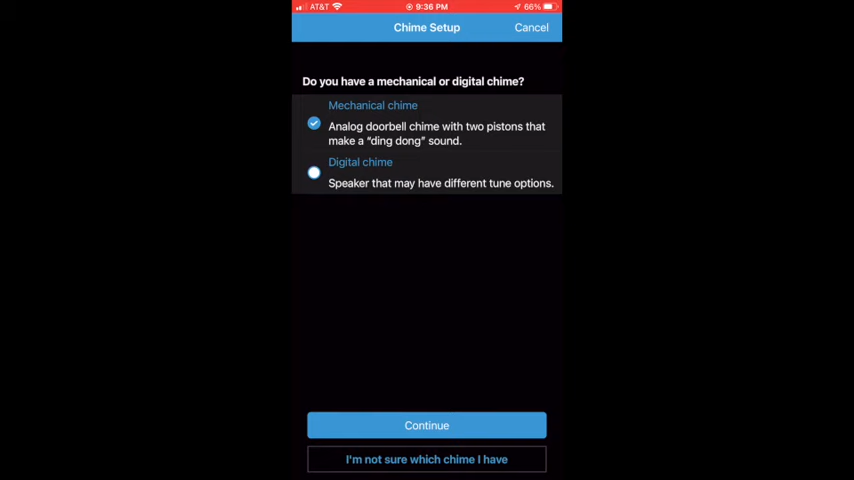 AT&T 9:36 PM 66%
Chime Setup Cancel
Do you have a mechanical or digital chime?
Mechanical chime
Analog doorbell chime with two pistons that
make a “ding dong” sound.
Digital chime
Speaker that may have different tune options.
Continue
I'm not sure which chime I have